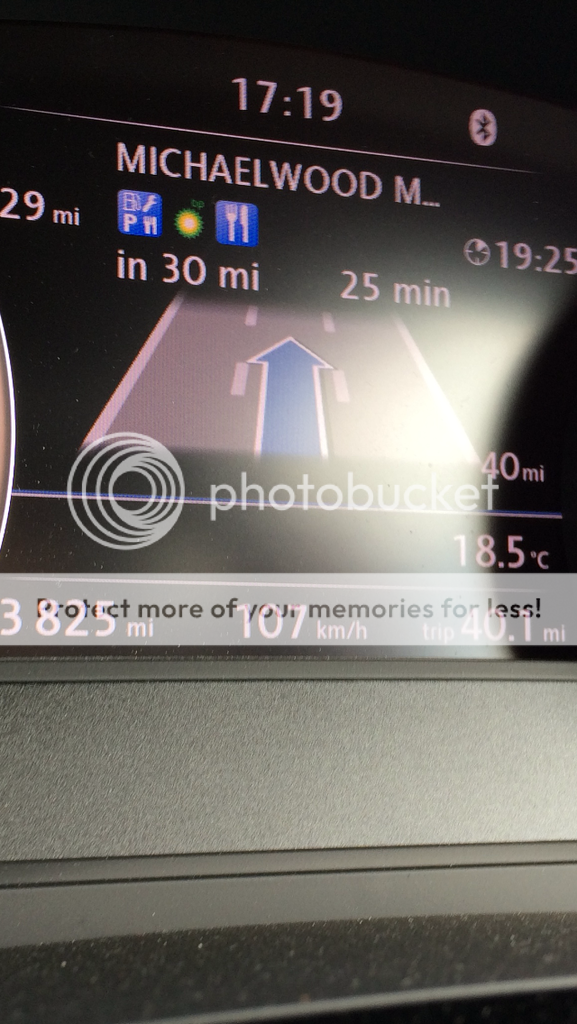 17:19
MICHAELWOOD M...
29 mi
P
bp
in 30 mi
25 min
19:25
40 mi
photobucket
18.5 °C
Protect more of your memories for less!
3 825 mi 107 km/h trip 40.1 mi